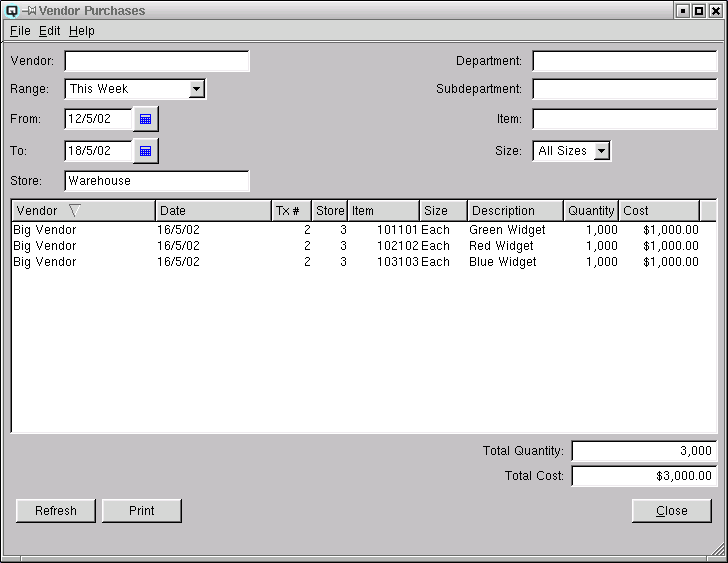 Vendor Purchases
File Edit Help
Vendor: Department:
Range: This Week Subdepartment:
From: 12/5/02 Item:
To: 18/5/02 Size: All Sizes
Store: Warehouse
Vendor Date Tx # Store Item Size Description Quantity Cost
Big Vendor 16/5/02 2 3 101101 Each Green Widget 1,000 $1,000.00
Big Vendor 16/5/02 2 3 102102 Each Red Widget 1,000 $1,000.00
Big Vendor 16/5/02 2 3 103103 Each Blue Widget 1,000 $1,000.00
Total Quantity: 3,000
Total Cost: $3,000.00
Refresh Print Close